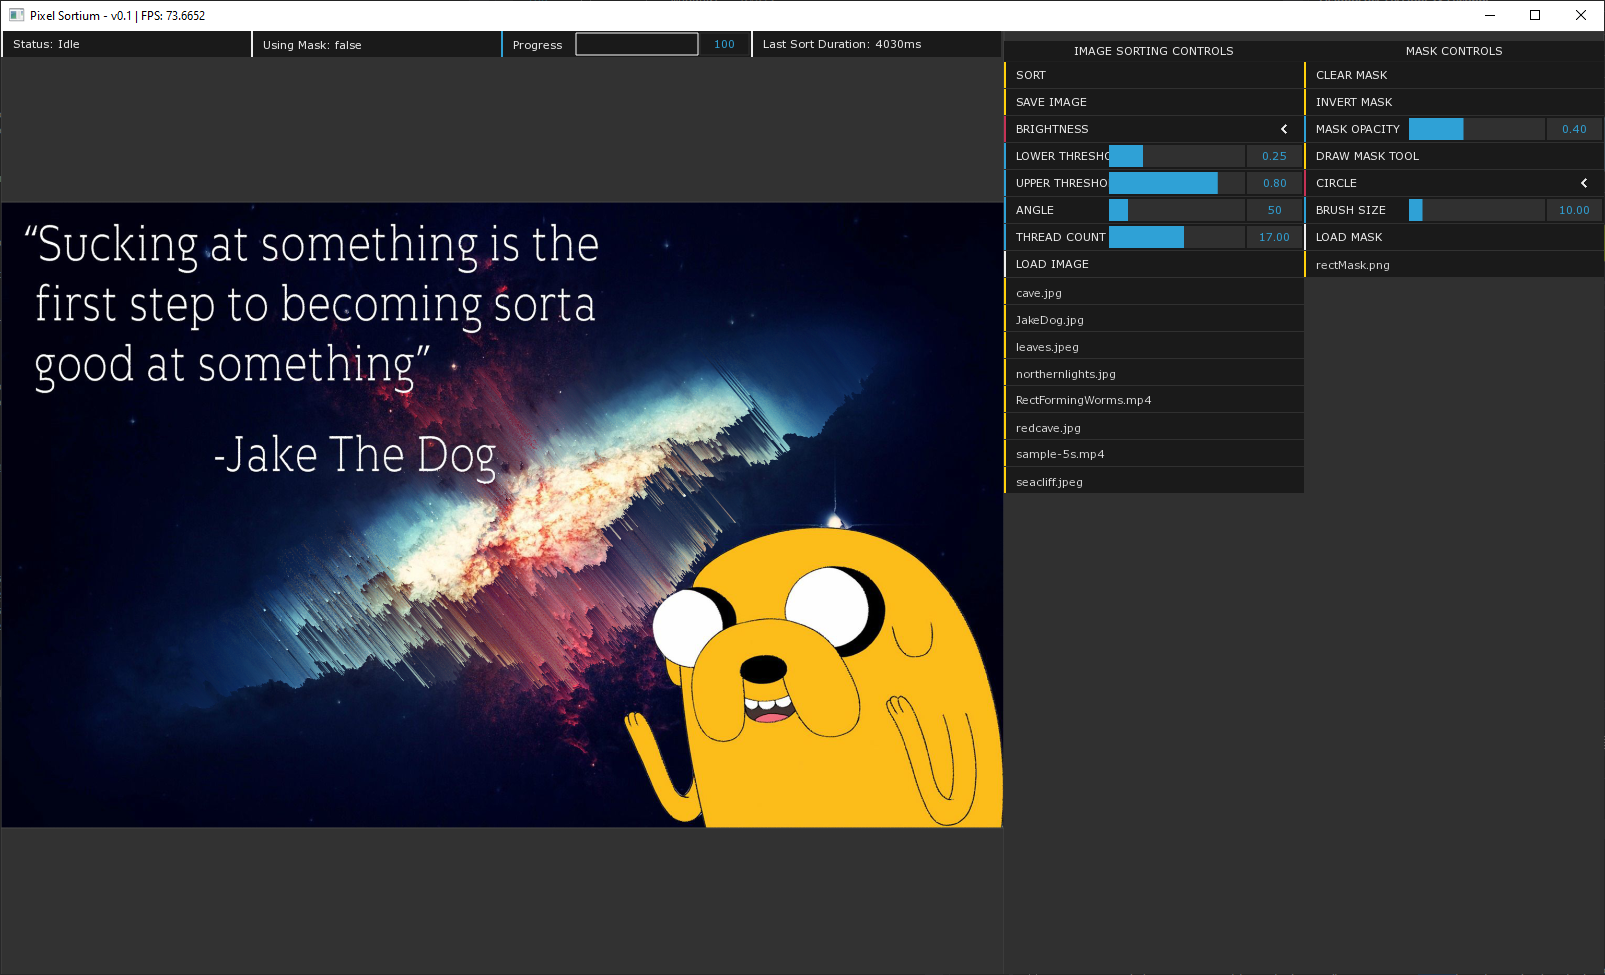 Pixel Sortium - v0.1 | FPS: 73.6652
Status: Idle
Using Mask: false
Progress 100
Last Sort Duration: 4030ms
“Sucking at something is the
first step to becoming sorta
good at something”
-Jake The Dog
IMAGE SORTING CONTROLS
SORT
SAVE IMAGE
BRIGHTNESS
LOWER THRESHO 0.25
UPPER THRESHO 0.80
ANGLE 50
THREAD COUNT 17.00
LOAD IMAGE
cave.jpg
JakeDog.jpg
leaves.jpeg
northernlights.jpg
RectFormingWorms.mp4
redcave.jpg
sample-5s.mp4
seacliff.jpeg
MASK CONTROLS
CLEAR MASK
INVERT MASK
MASK OPACITY 0.40
DRAW MASK TOOL
CIRCLE
BRUSH SIZE 10.00
LOAD MASK
rectMask.png